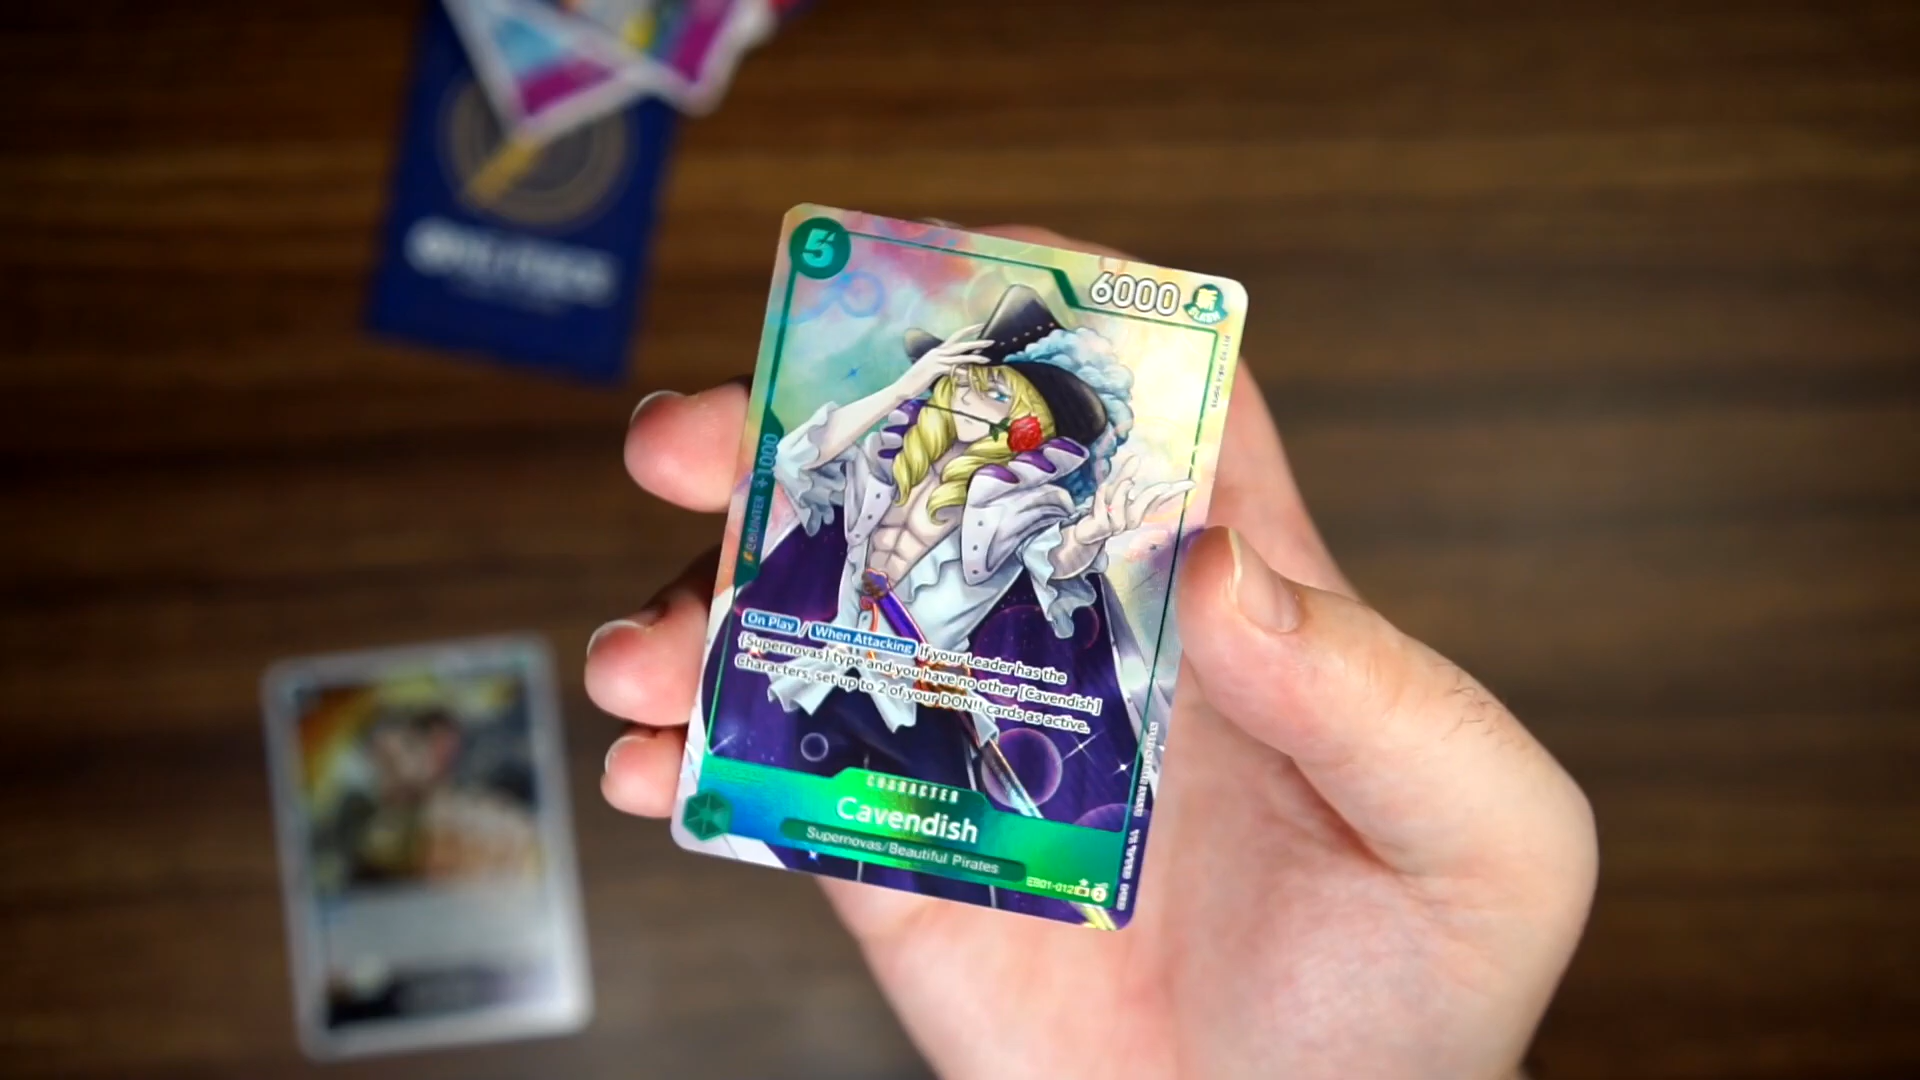 5
6000
斬
SLASH
COUNTER +1000
On Play / When Attacking If your Leader has the
{Supernovas} type and you have no other [Cavendish]
Characters, set up to 2 of your DON!! cards as active.
CHARACTER
Cavendish
Supernovas/Beautiful Pirates
EB01-012
2